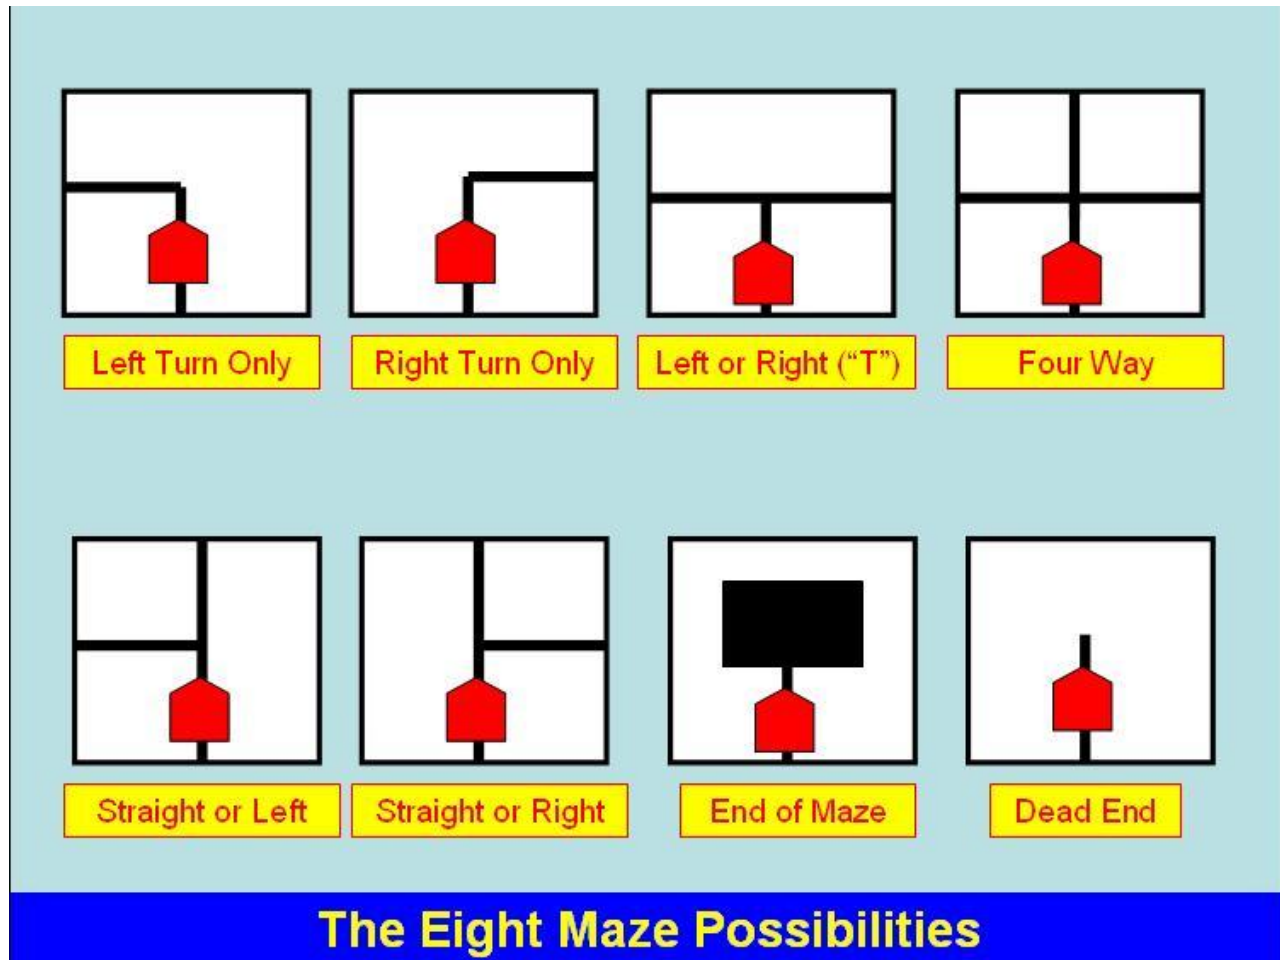 Left Turn Only
Right Turn Only
Left or Right (“T”)
Four Way
Straight or Left
Straight or Right
End of Maze
Dead End
The Eight Maze Possibilities